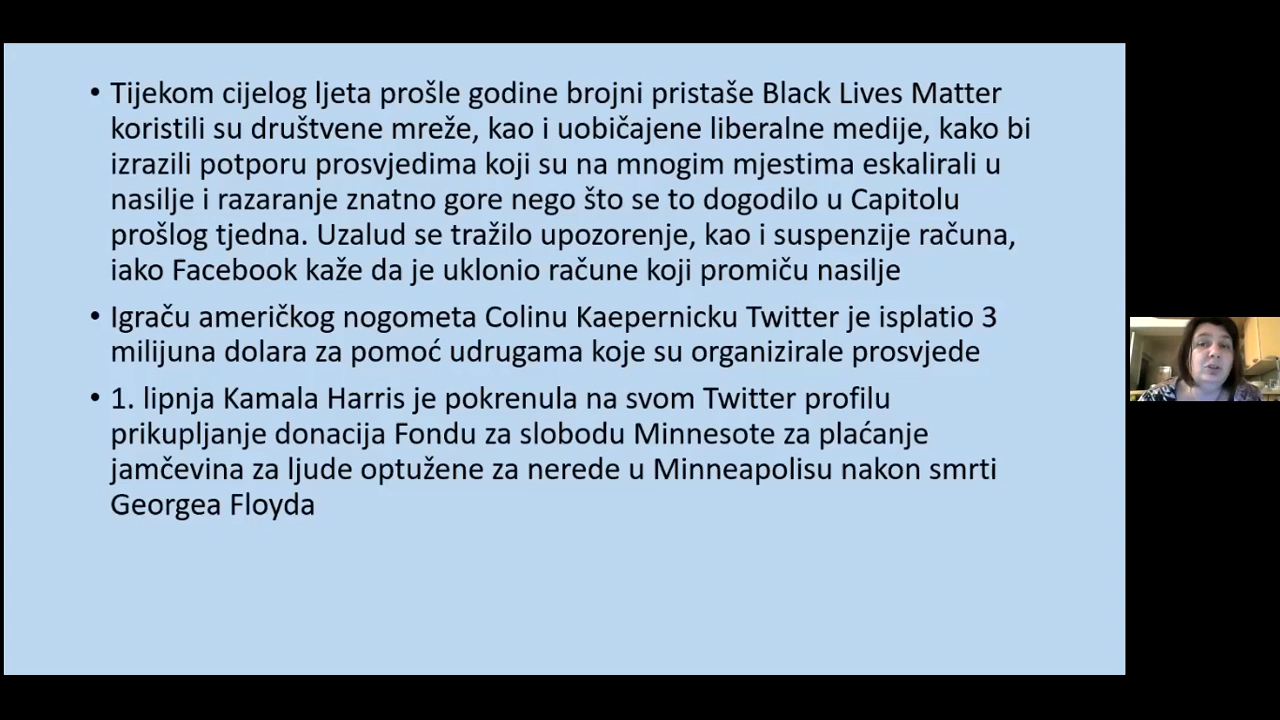 • Tijekom cijelog ljeta prošle godine brojni pristaše Black Lives Matter
koristili su društvene mreže, kao i uobičajene liberalne medije, kako bi
izrazili potporu prosvjedima koji su na mnogim mjestima eskalirali u
nasilje i razaranje znatno gore nego što se to dogodilo u Capitolu
prošlog tjedna. Uzalud se tražilo upozorenje, kao i suspenzije računa,
iako Facebook kaže da je uklonio račune koji promiču nasilje
• Igraču američkog nogometa Colinu Kaepernicku Twitter je isplatio 3
milijuna dolara za pomoć udrugama koje su organizirale prosvjede
• 1. lipnja Kamala Harris je pokrenula na svom Twitter profilu
prikupljanje donacija Fondu za slobodu Minnesote za plaćanje
jamčevina za ljude optužene za nerede u Minneapolisu nakon smrti
Georgea Floyda